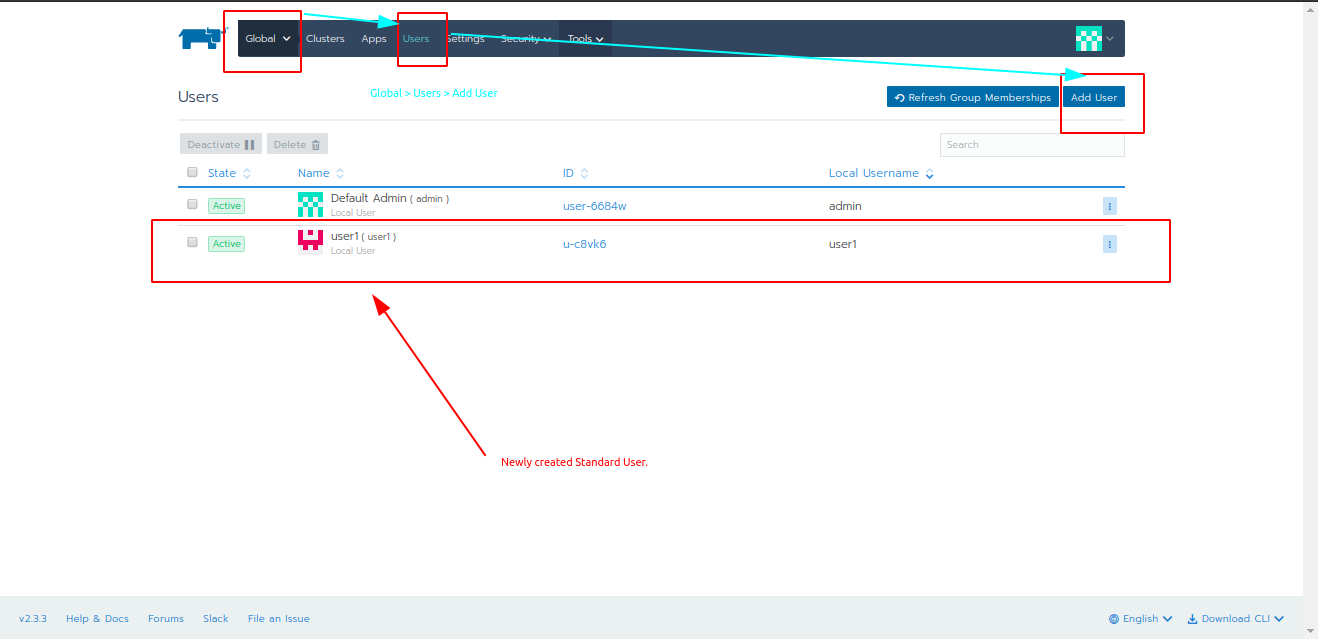 Global Clusters Apps Users Settings Security Tools
Global > Users > Add User
Users
Refresh Group Memberships Add User
Deactivate Delete Search
State Name ID Local Username
Active Default Admin ( admin ) user-6684w admin
Local User
Active user1 ( user1 ) u-c8vk6 user1
Local User
Newly created Standard User.
v2.3.3 Help & Docs Forums Slack File an Issue English Download CLI